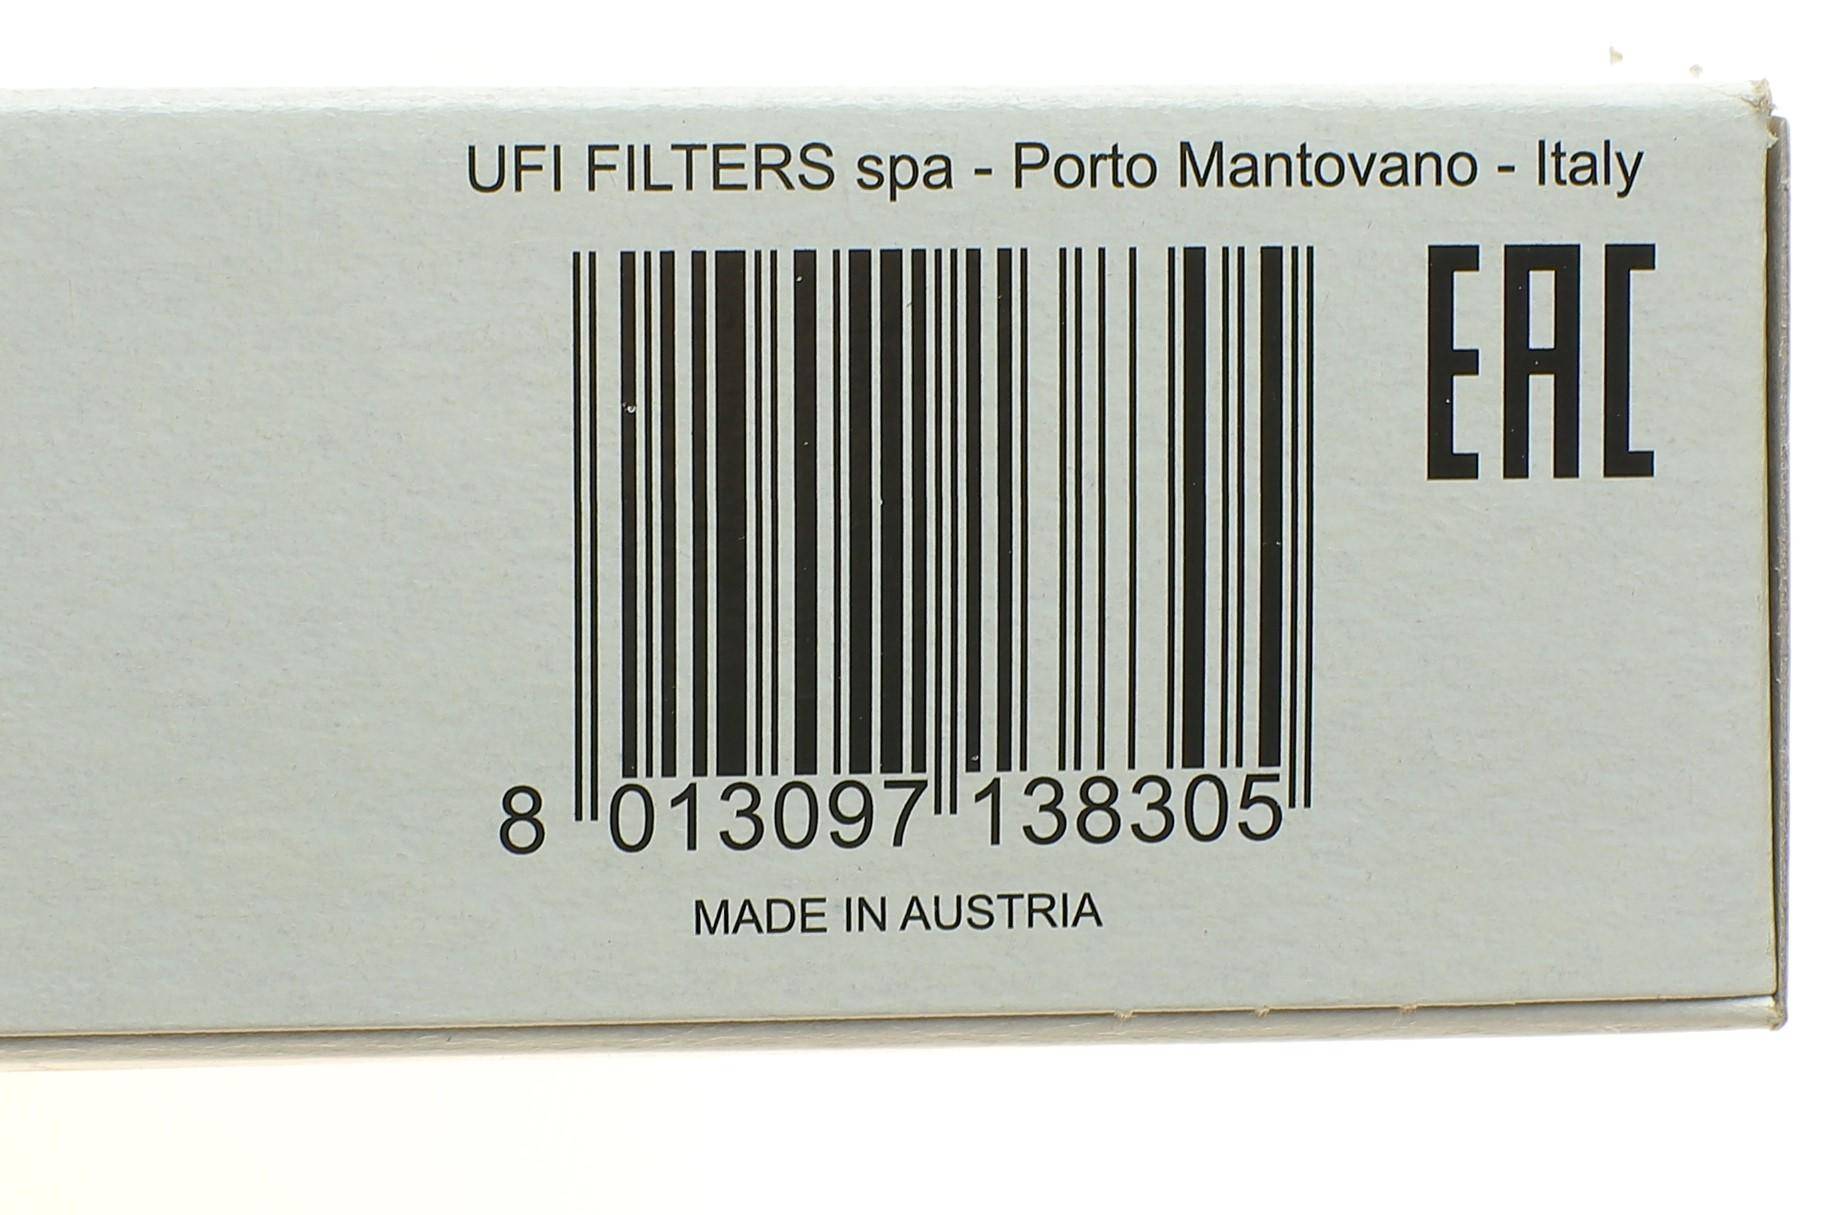 UFI FILTERS spa - Porto Mantovano - Italy
EAC
8 013097 138305
MADE IN AUSTRIA